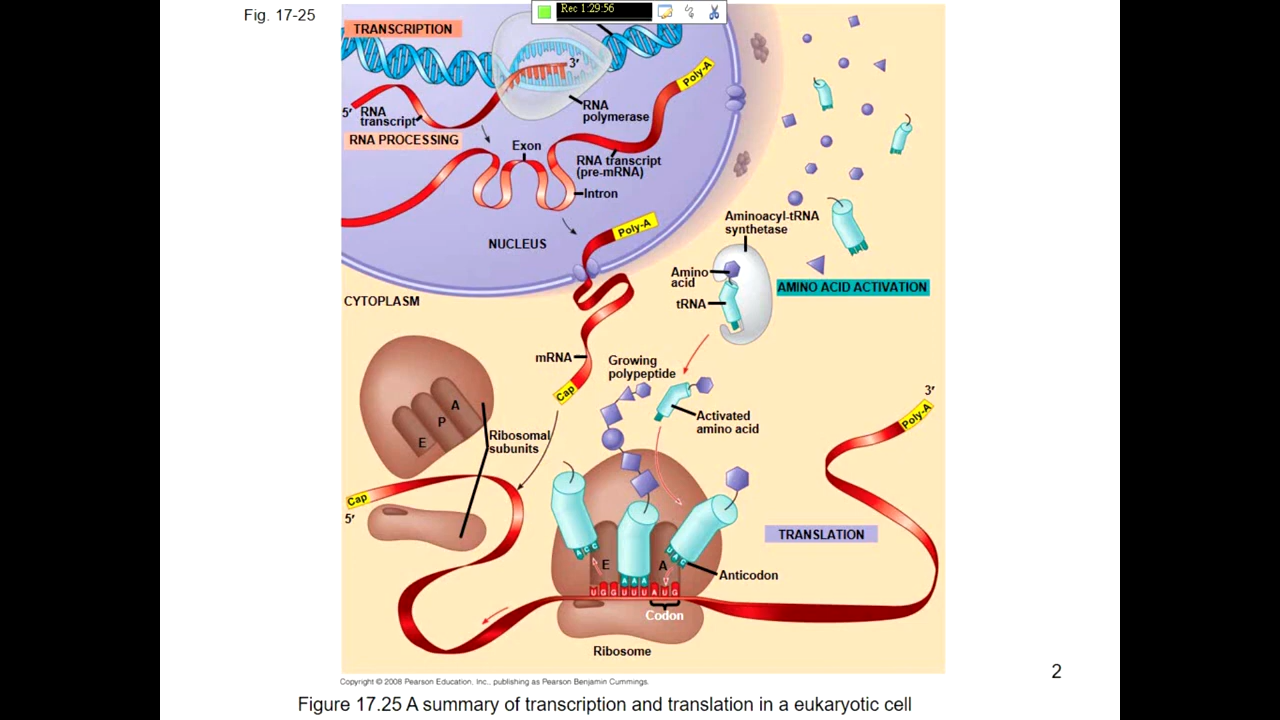 Rec 1:29:56
Fig. 17-25
TRANSCRIPTION
3′
Poly-A
5′
RNA
transcript
RNA
polymerase
RNA PROCESSING
Exon
RNA transcript
(pre-mRNA)
Intron
Poly-A
NUCLEUS
Aminoacyl-tRNA
synthetase
Amino
acid
tRNA
AMINO ACID ACTIVATION
CYTOPLASM
mRNA
Growing
polypeptide
Cap
Activated
amino acid
3′
Poly-A
A
P
E
Ribosomal
subunits
Cap
5′
TRANSLATION
A C C
E
A
U A C
Anticodon
A A A
U G G U U U A U G
Codon
Ribosome
2
Copyright © 2008 Pearson Education, Inc., publishing as Pearson Benjamin Cummings.
Figure 17.25 A summary of transcription and translation in a eukaryotic cell